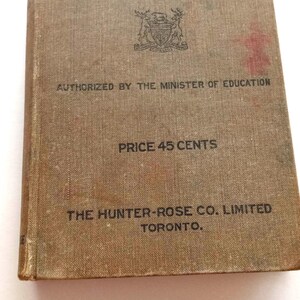 AUTHORIZED BY THE MINISTER OF EDUCATION
PRICE 45 CENTS
THE HUNTER-ROSE CO. LIMITED
TORONTO.